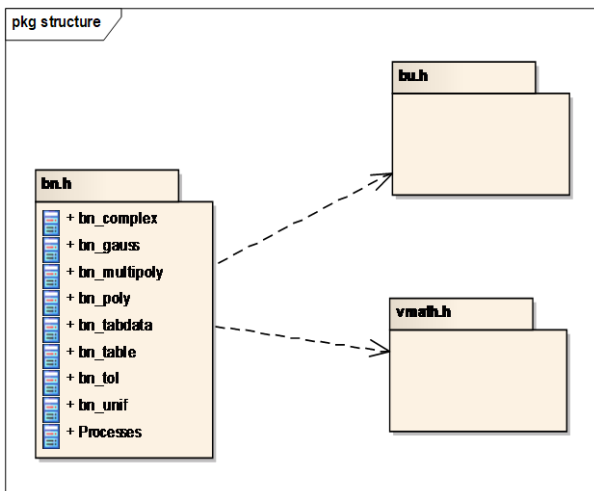 pkg structure
bu.h
bn.h
+ bn_complex
+ bn_gauss
+ bn_multipoly
+ bn_poly
+ bn_tabdata
+ bn_table
+ bn_tol
+ bn_unif
+ Processes
vmath.h